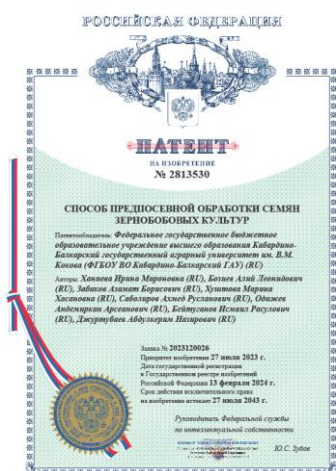 РОССИЙСКАЯ ФЕДЕРАЦИЯ
ПАТЕНТ
НА ИЗОБРЕТЕНИЕ
№ 2813530
СПОСОБ ПРЕДПОСЕВНОЙ ОБРАБОТКИ СЕМЯН
ЗЕРНОБОБОВЫХ КУЛЬТУР
Патентообладатель: Федеральное государственное бюджетное
образовательное учреждение высшего образования Кабардино-
Балкарский государственный аграрный университет им. В.М.
Кокова (ФГБОУ ВО Кабардино-Балкарский ГАУ) (RU)
Авторы: Ханиева Ирина Мироновна (RU), Бозиев Алий Леонидович
(RU), Забаков Азамат Борисович (RU), Хуштова Марина
Хасановна (RU), Саболиров Ахмед Русланович (RU), Одижев
Андемиркан Арсенович (RU), Бейтуганов Исмаил Расулович
(RU), Джуртубаев Абдулкерим Назирович (RU)
Заявка № 2023120026
Приоритет изобретения 27 июля 2023 г.
Дата государственной регистрации
в Государственном реестре изобретений
Российской Федерации 13 февраля 2024 г.
Срок действия исключительного права
на изобретение истекает 27 июля 2043 г.
Руководитель Федеральной службы
по интеллектуальной собственности
Ю.С. Зубов